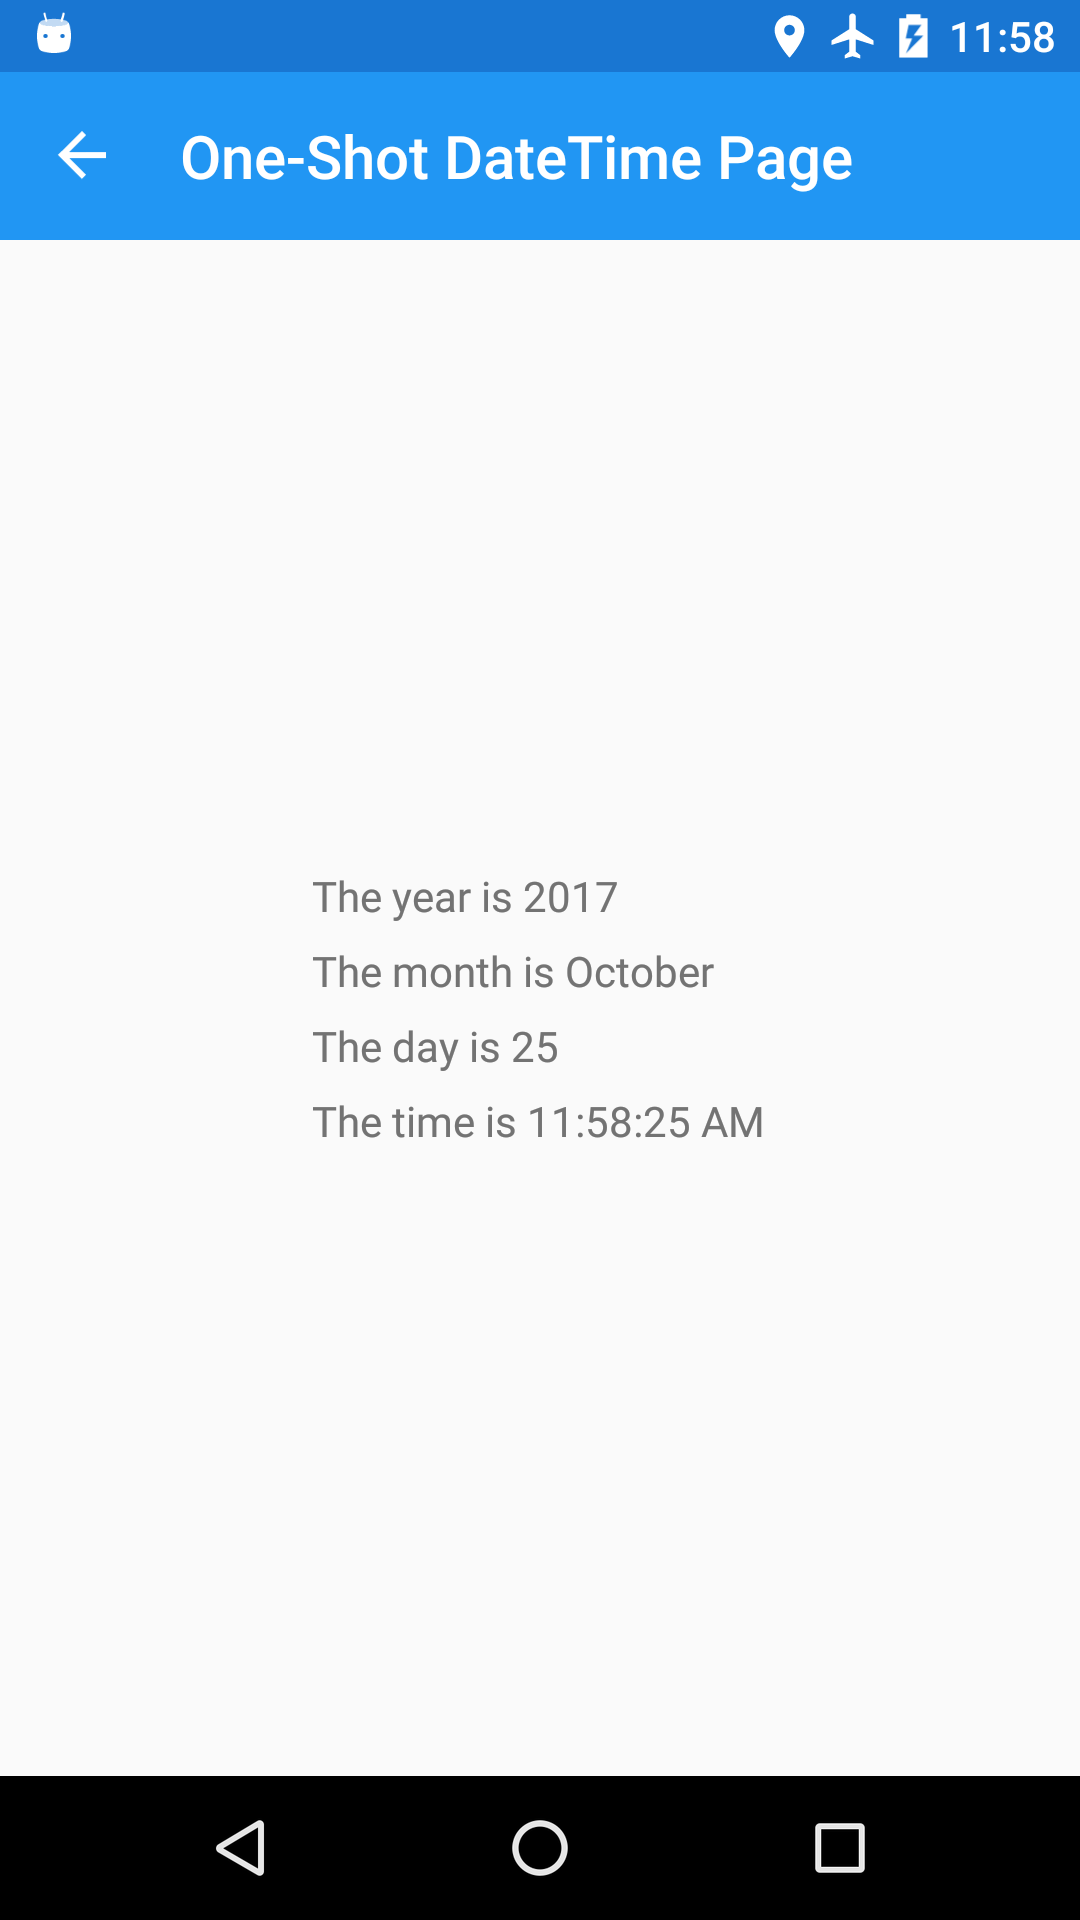 11:58
One-Shot DateTime Page
The year is 2017
The month is October
The day is 25
The time is 11:58:25 AM